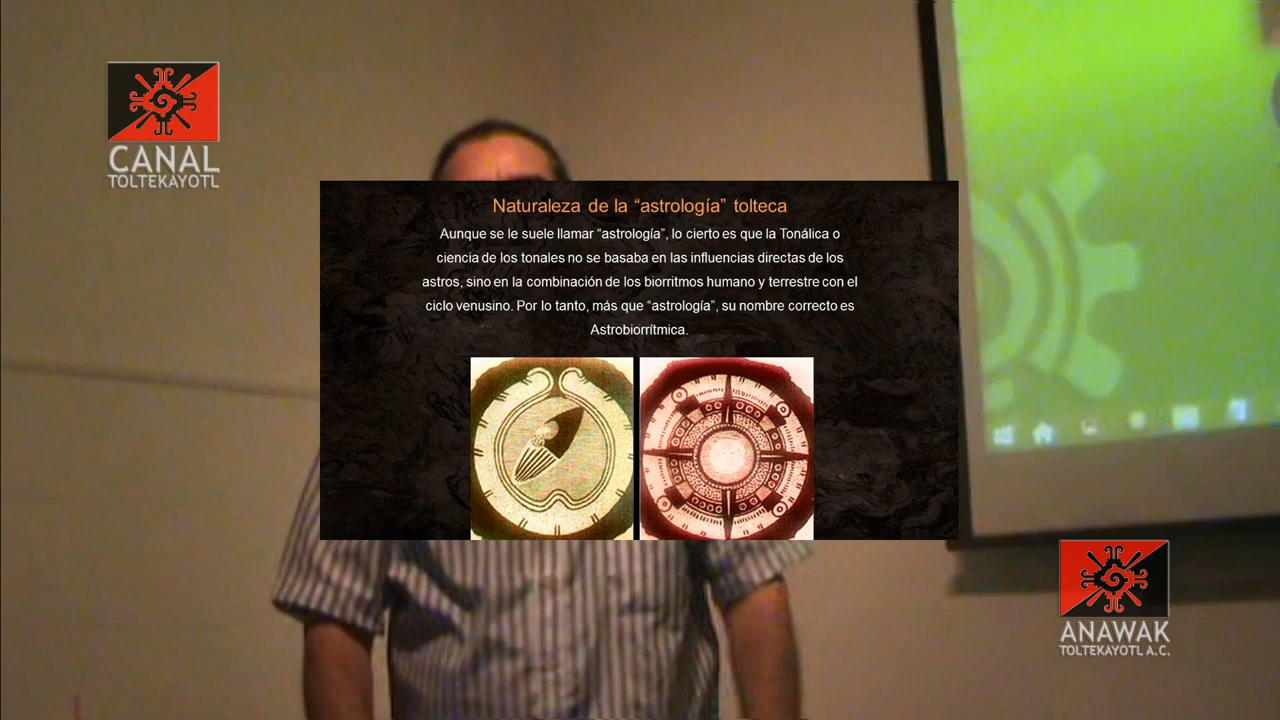 CANAL
TOLTEKAYOTL
Naturaleza de la “astrología” tolteca
Aunque se le suele llamar “astrología”, lo cierto es que la Tonálica o
ciencia de los tonales no se basaba en las influencias directas de los
astros, sino en la combinación de los biorritmos humano y terrestre con el
ciclo venusino. Por lo tanto, más que “astrología”, su nombre correcto es
Astrobiorrítmica.
ANAWAK
TOLTEKAYOTL A.C.